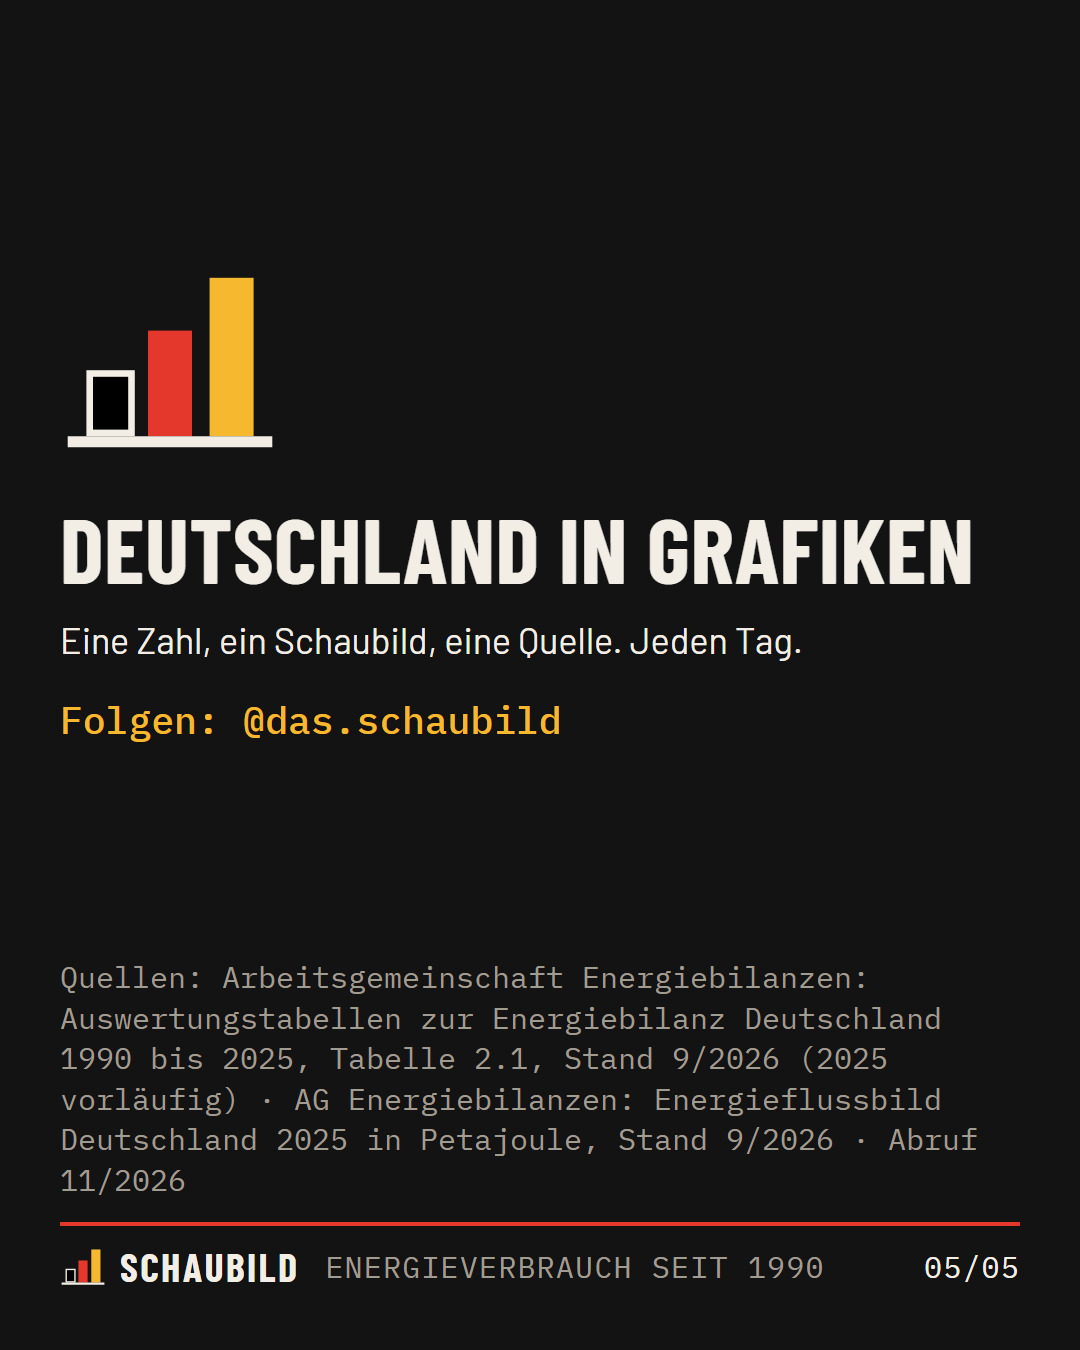 DEUTSCHLAND IN GRAFIKEN
Eine Zahl, ein Schaubild, eine Quelle. Jeden Tag.
Folgen: @das.schaubild
Quellen: Arbeitsgemeinschaft Energiebilanzen:
Auswertungstabellen zur Energiebilanz Deutschland
1990 bis 2025, Tabelle 2.1, Stand 9/2026 (2025
vorläufig) · AG Energiebilanzen: Energieflussbild
Deutschland 2025 in Petajoule, Stand 9/2026 · Abruf
11/2026
SCHAUBILD ENERGIEVERBRAUCH SEIT 1990 05/05